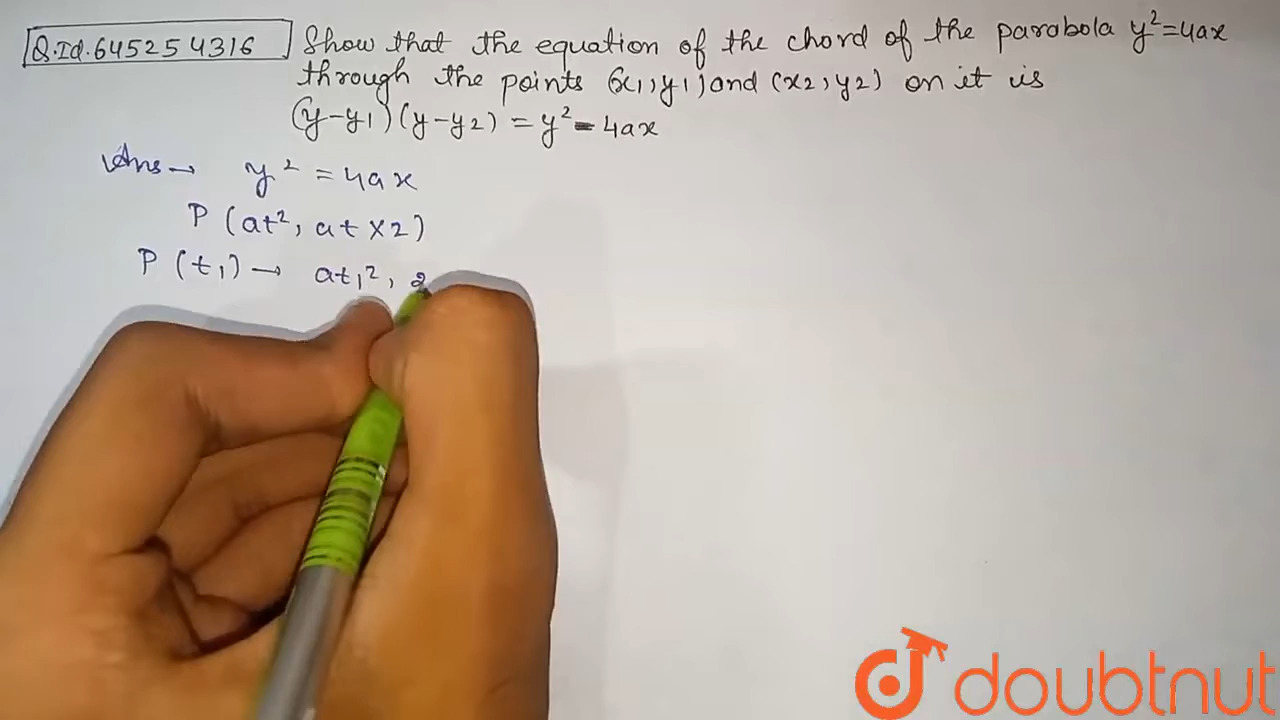 Q.Id.645254316
Show that the equation of the chord of the parabola y²=4ax
through the points (x1,y1) and (x2,y2) on it is
(y-y1)(y-y2) = y²-4ax
Ans→ y² = 4ax
P (at², at×2)
P (t1) → at1², 2
doubtnut